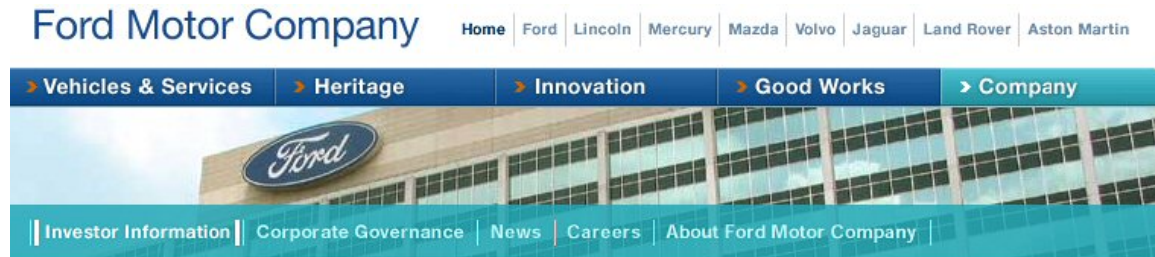 Ford Motor Company Home Ford Lincoln Mercury Mazda Volvo Jaguar Land Rover Aston Martin
Vehicles & Services Heritage Innovation Good Works Company
Ford
Investor Information Corporate Governance News Careers About Ford Motor Company